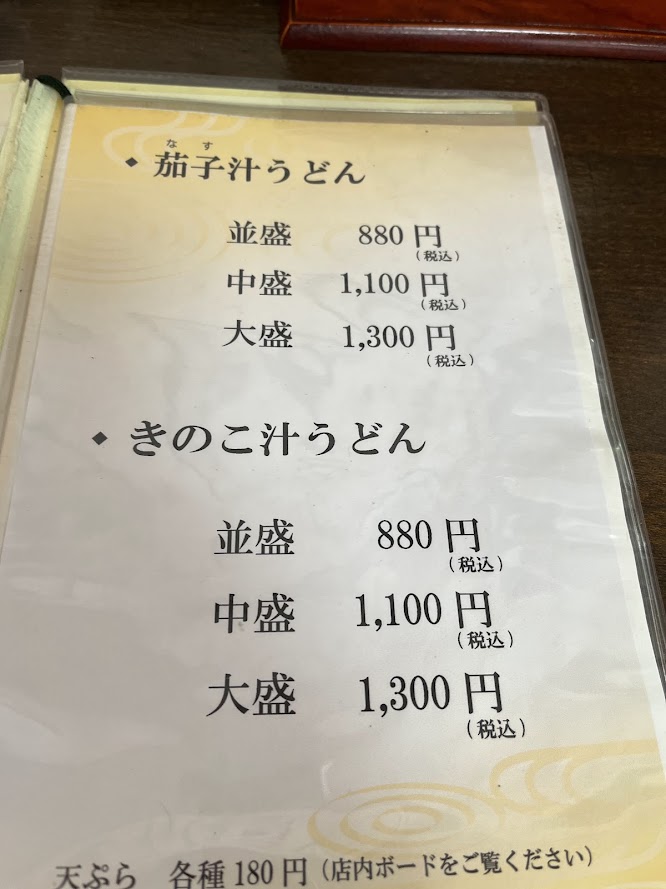 なす
◆ 茄子汁うどん
並盛 880円
(税込)
中盛 1,100円
(税込)
大盛 1,300円
(税込)
◆ きのこ汁うどん
並盛 880円
(税込)
中盛 1,100円
(税込)
大盛 1,300円
(税込)
天ぷら 各種180円(店内ボードをご覧ください)